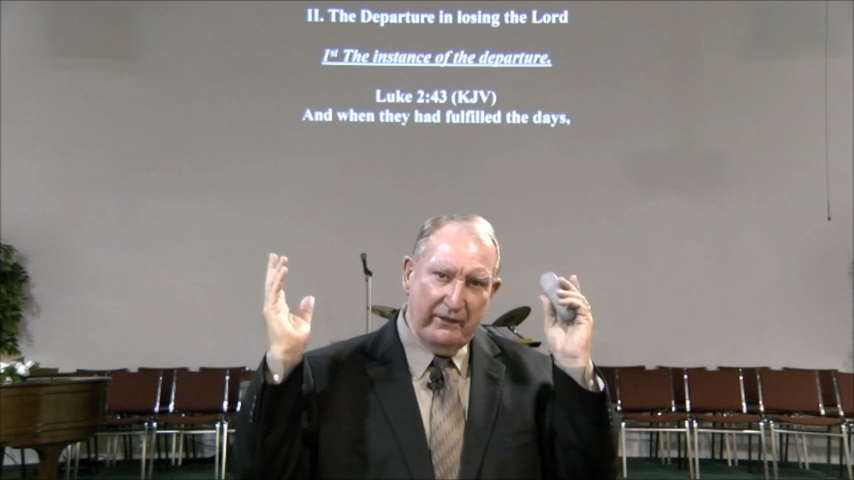 II. The Departure in losing the Lord
1st The instance of the departure.
Luke 2:43 (KJV)
And when they had fulfilled the days,